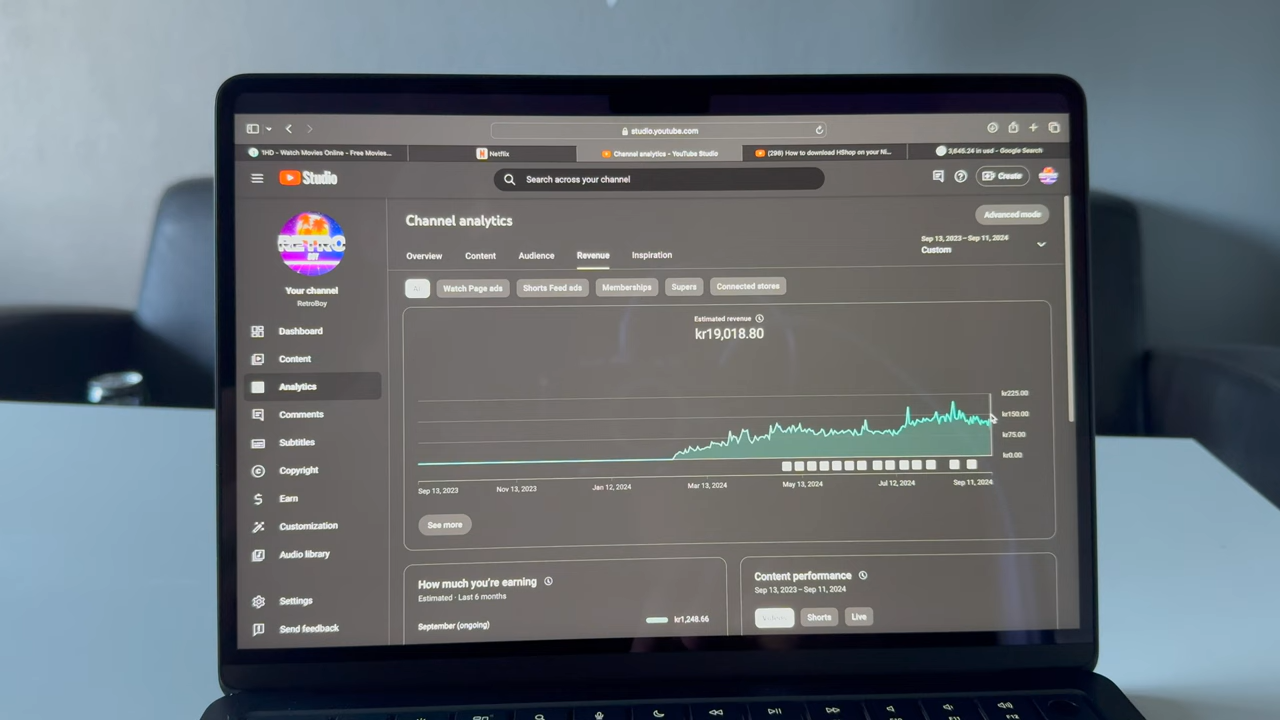 studio.youtube.com
1HD - Watch Movies Online - Free Movies...
Netflix
Channel analytics - YouTube Studio
(298) How to download HShop on your Ni...
3,645.24 in usd - Google Search
Studio
Search across your channel
Create
RETRO
Your channel
RetroBoy
Dashboard
Content
Analytics
Comments
Subtitles
Copyright
Earn
Customization
Audio library
Settings
Send feedback
Channel analytics
Advanced mode
Overview
Content
Audience
Revenue
Inspiration
Sep 13, 2023 – Sep 11, 2024
Custom
All
Watch Page ads
Shorts Feed ads
Memberships
Supers
Connected stores
Estimated revenue
kr19,018.80
kr225.00
kr150.00
kr75.00
kr0.00
Sep 13, 2023
Nov 13, 2023
Jan 12, 2024
Mar 13, 2024
May 13, 2024
Jul 12, 2024
Sep 11, 2024
See more
How much you're earning
Estimated · Last 6 months
September (ongoing)
kr1,248.66
Content performance
Sep 13, 2023 – Sep 11, 2024
Videos
Shorts
Live